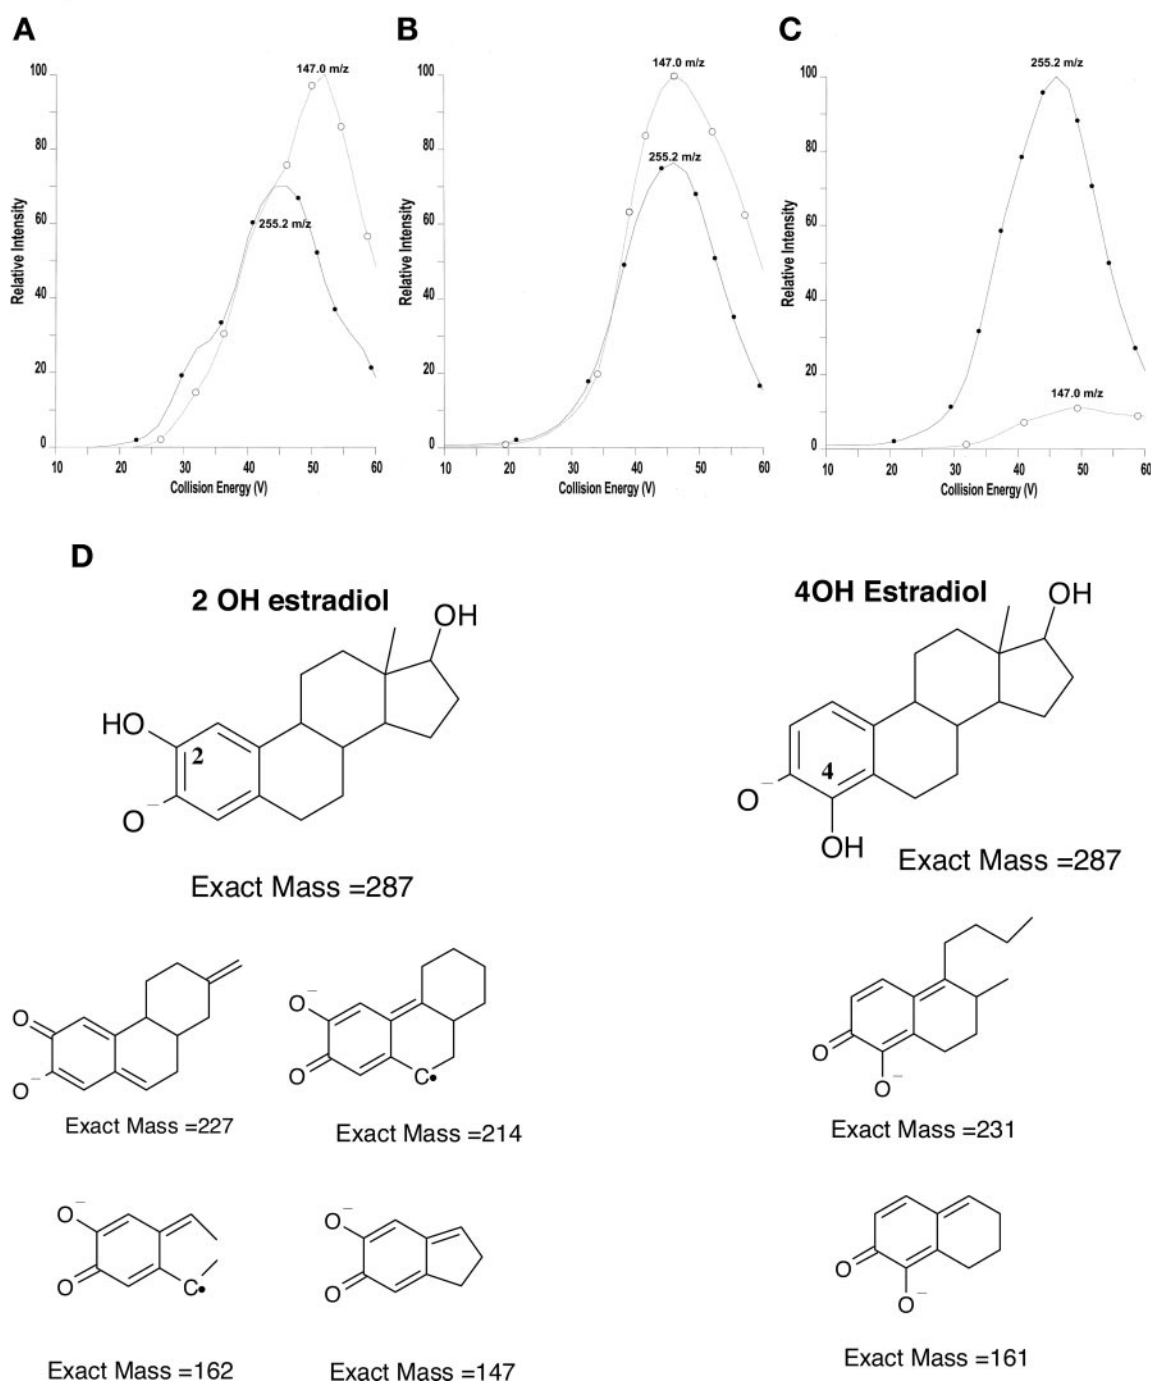 A
B
C
100
80
60
40
20
0
Relative Intensity
147.0 m/z
255.2 m/z
10 20 30 40 50 60
Collision Energy (V)
100
80
60
40
20
0
Relative Intensity
147.0 m/z
255.2 m/z
10 20 30 40 50 60
Collision Energy (V)
100
80
60
40
20
0
Relative Intensity
255.2 m/z
147.0 m/z
10 20 30 40 50 60
Collision Energy (V)
D
2 OH estradiol
OH
HO
2
O−
Exact Mass =287
4OH Estradiol
OH
4
O−
OH
Exact Mass =287
O
O−
Exact Mass =227
O−
O
C•
Exact Mass =214
O
O−
Exact Mass =231
O−
O
C•
Exact Mass =162
O−
O
Exact Mass =147
O
O−
Exact Mass =161